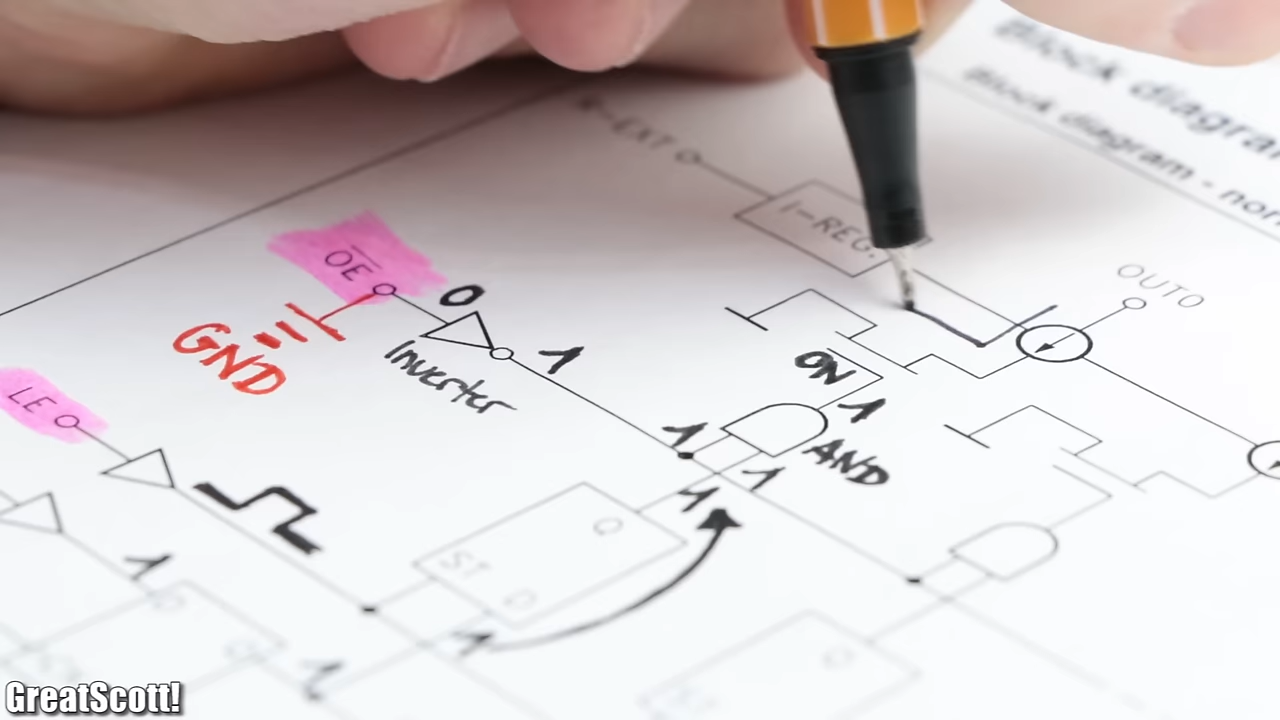 Block diagra
Block diagram - nor
R-EXT
I-REG.
OUT0
OE
0
GND
Inverter
1
ON
1
LE
1
AND
1
1
Q
1
ST
D
1
1
GreatScott!